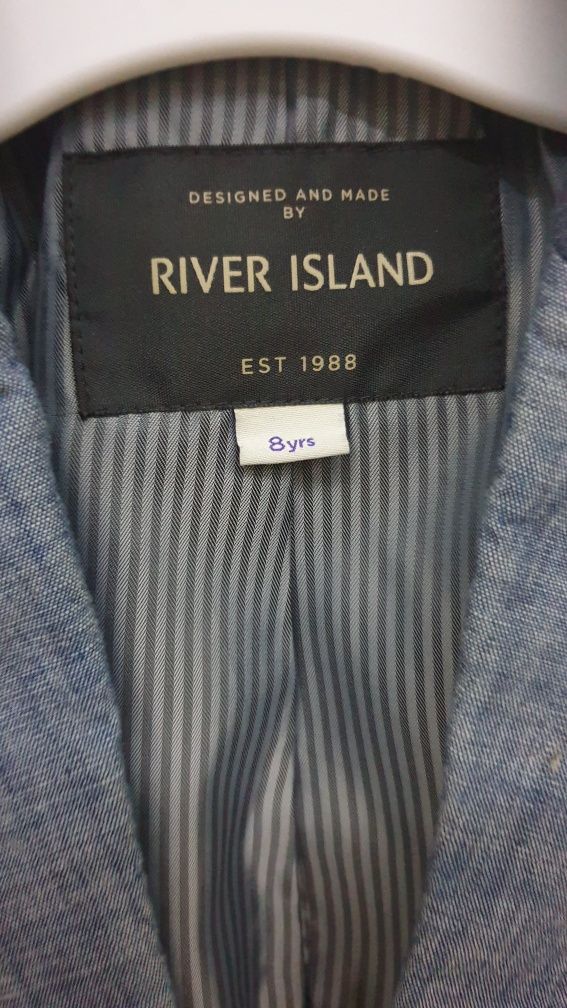 DESIGNED AND MADE
BY
RIVER ISLAND
EST 1988
8yrs